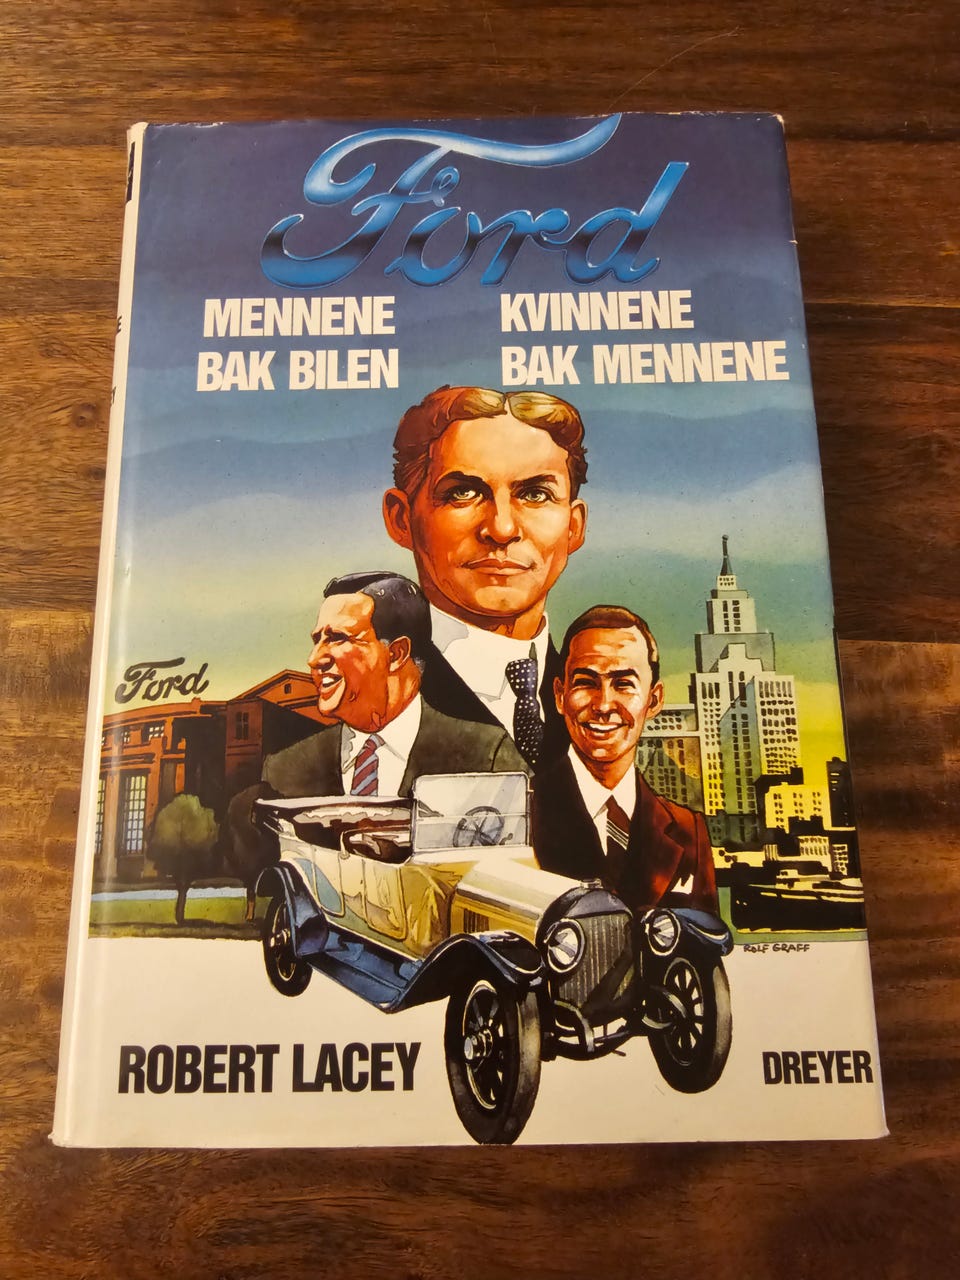 Ford
MENNENE
BAK BILEN
KVINNENE
BAK MENNENE
Ford
ROLF GRAFF
ROBERT LACEY
DREYER